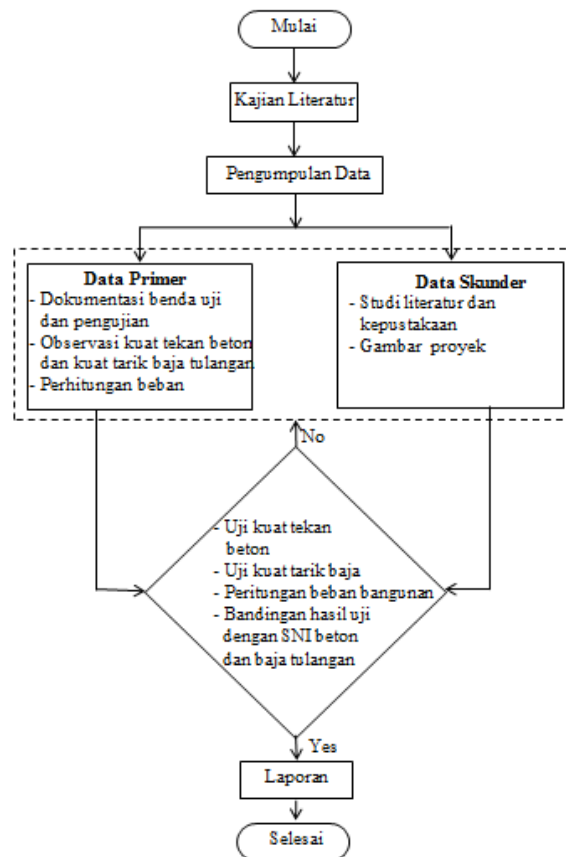 Mulai
Kajian Literatur
Pengumpulan Data
Data Primer
- Dokumentasi benda uji
dan pengujian
- Observasi kuat tekan beton
dan kuat tarik baja tulangan
- Perhitungan beban
Data Skunder
- Studi literatur dan
kepustakaan
- Gambar proyek
No
- Uji kuat tekan
beton
- Uji kuat tarik baja
- Peritungan beban bangunan
- Bandingan hasil uji
dengan SNI beton
dan baja tulangan
Yes
Laporan
Selesai